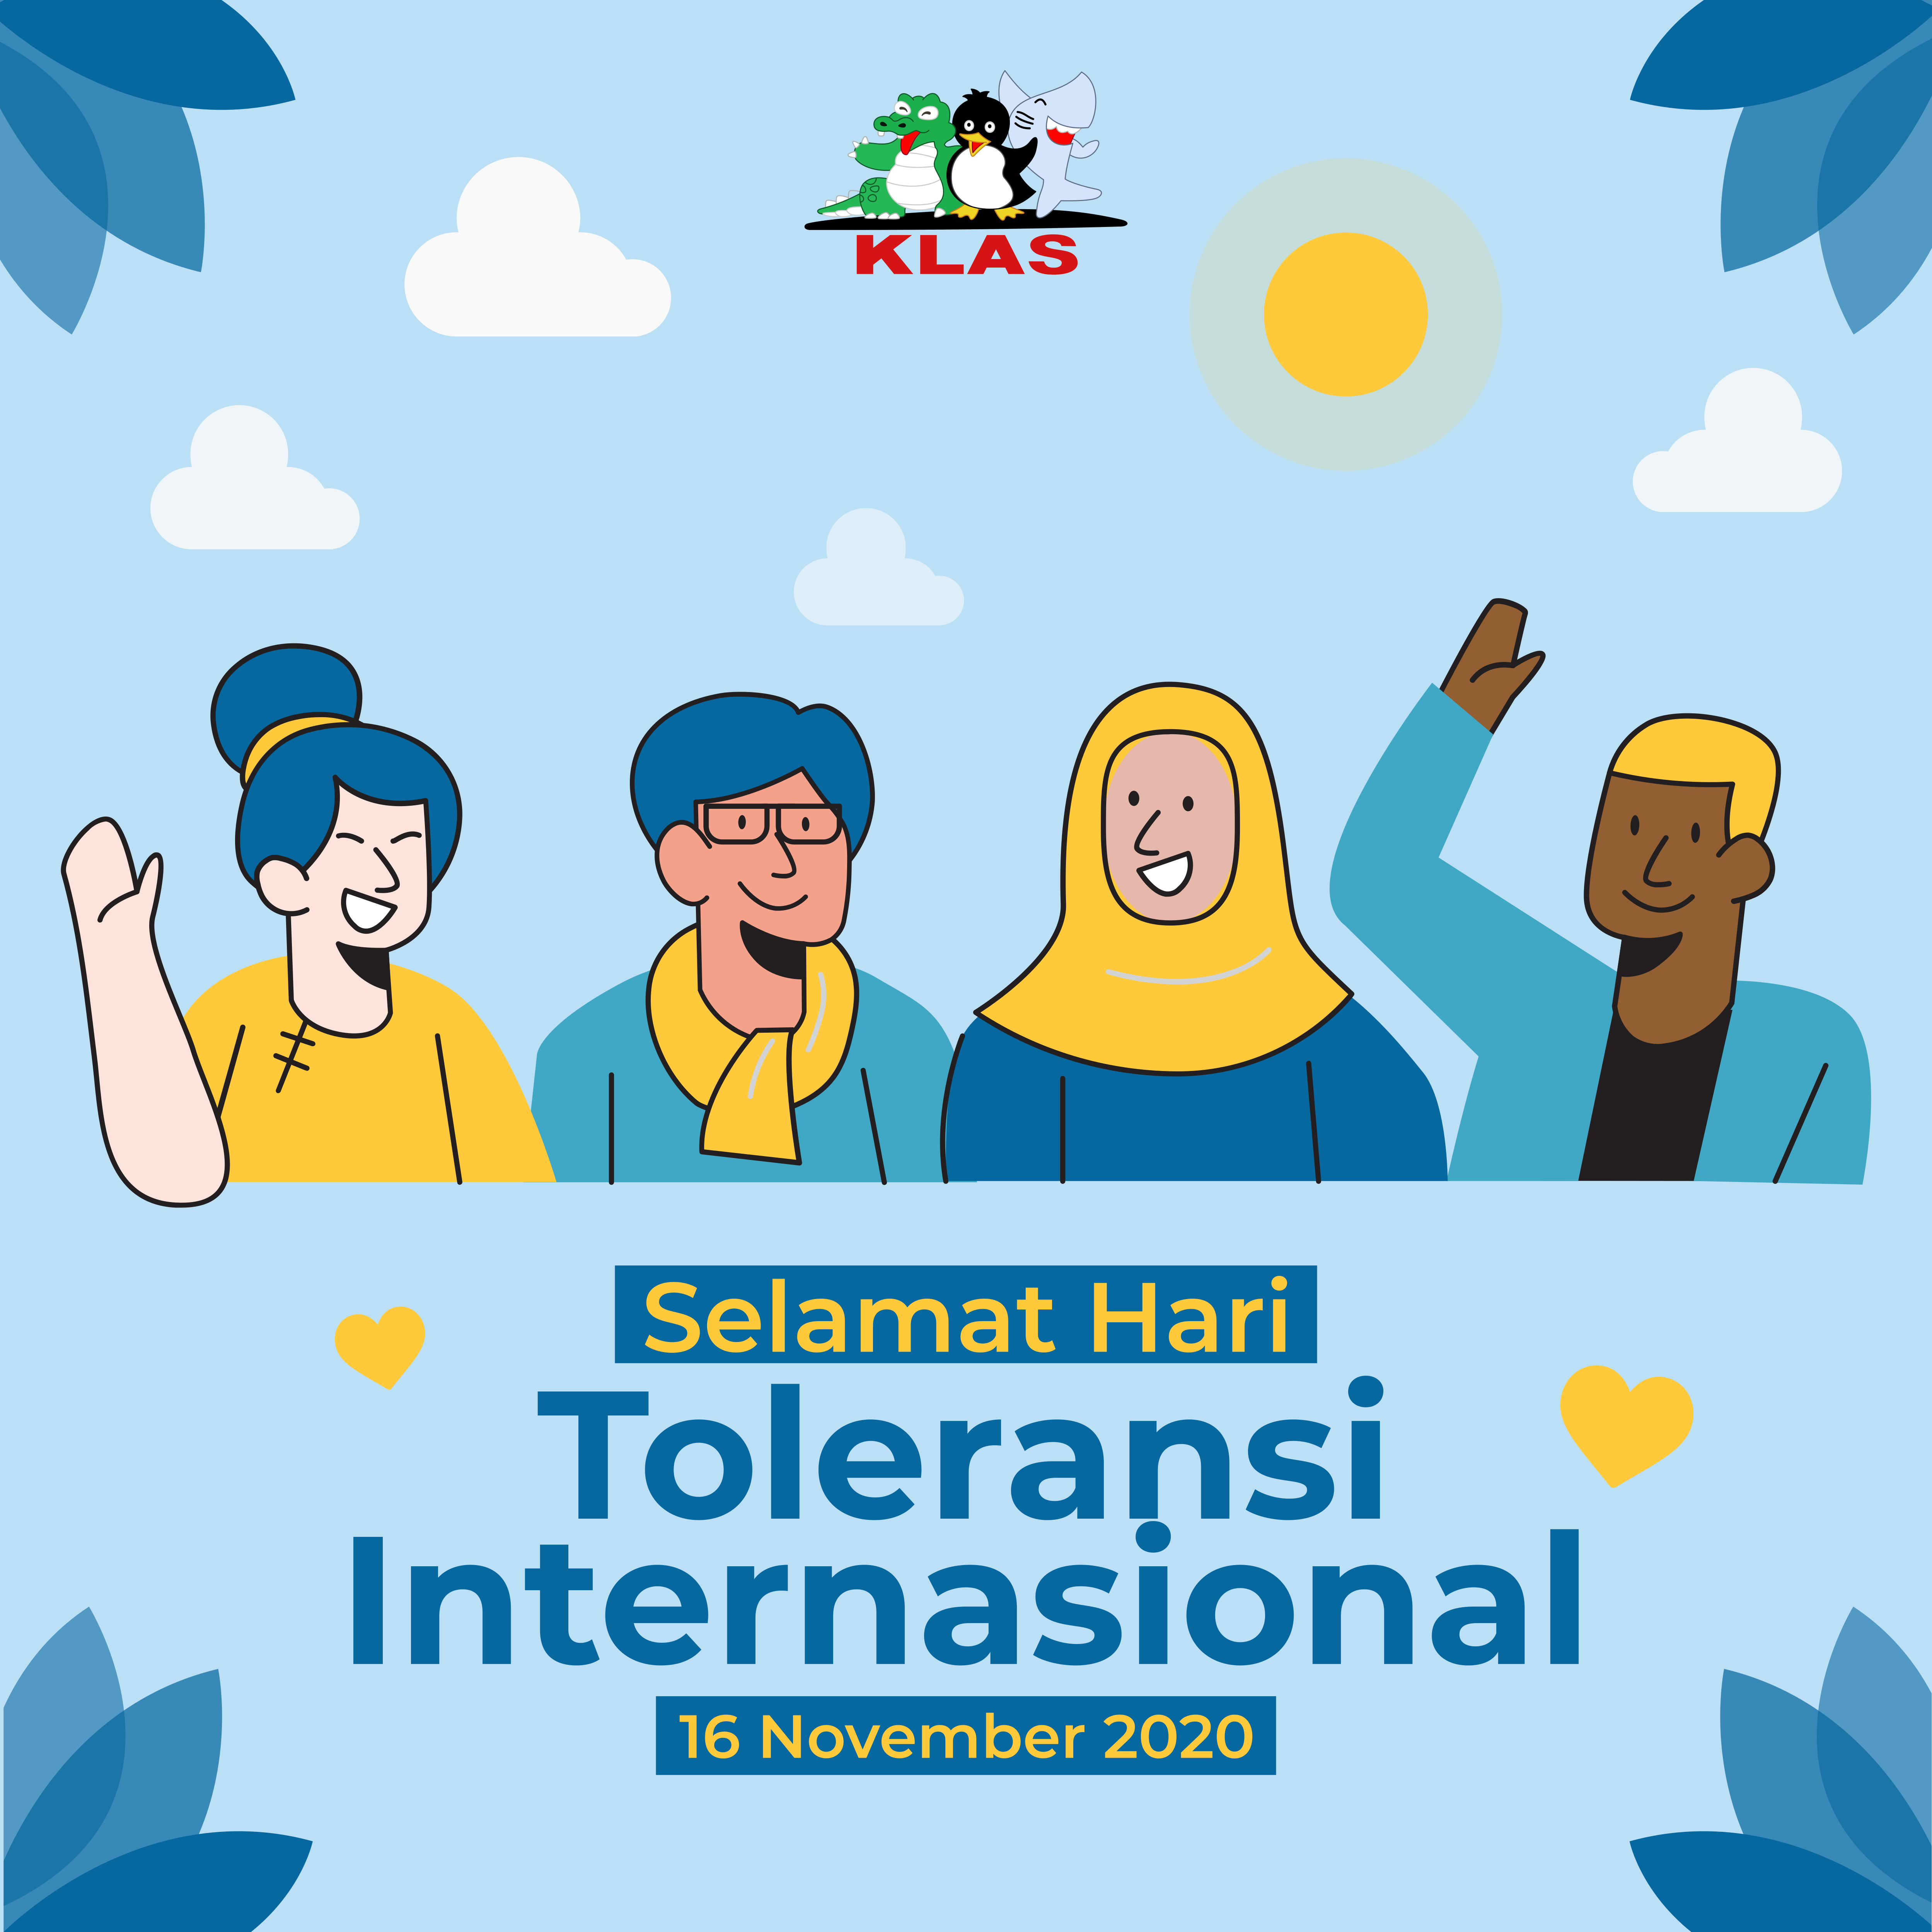 KLAS
Selamat Hari
Toleransi
Internasional
16 November 2020